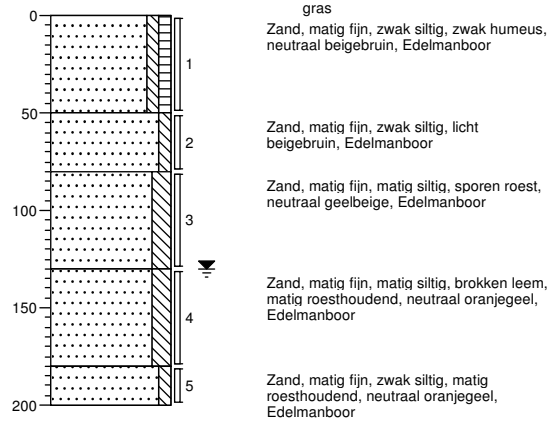 gras
0
Zand, matig fijn, zwak siltig, zwak humeus,
neutraal beigebruin, Edelmanboor
1
50
Zand, matig fijn, zwak siltig, licht
beigebruin, Edelmanboor
2
Zand, matig fijn, matig siltig, sporen roest,
neutraal geelbeige, Edelmanboor
100
3
Zand, matig fijn, matig siltig, brokken leem,
matig roesthoudend, neutraal oranjegeel,
Edelmanboor
150
4
Zand, matig fijn, zwak siltig, matig
roesthoudend, neutraal oranjegeel,
Edelmanboor
5
200